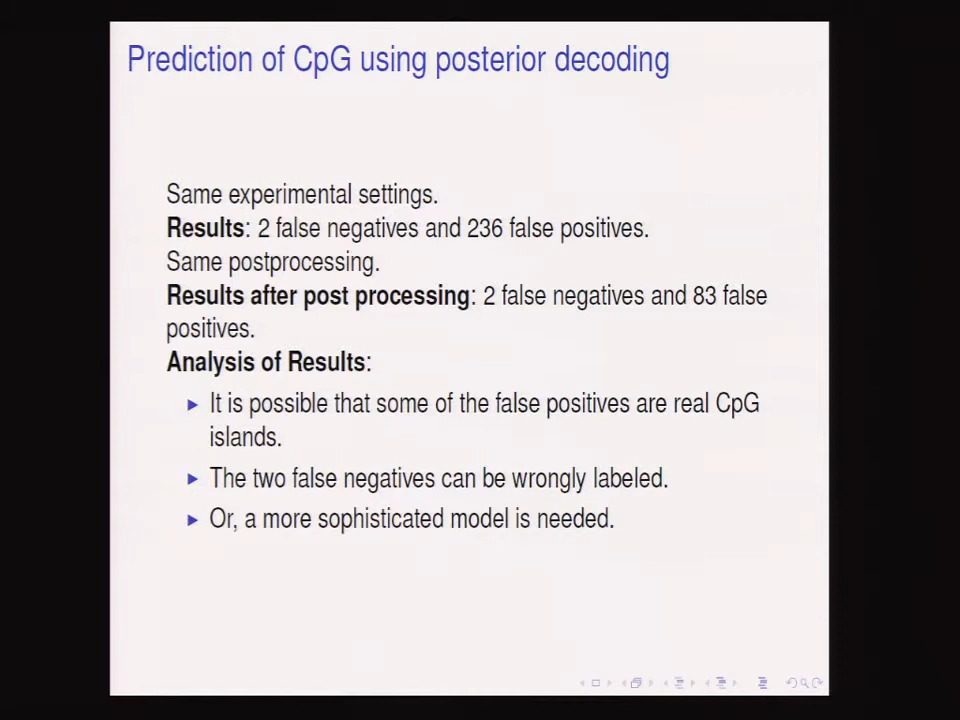 Prediction of CpG using posterior decoding
Same experimental settings.
Results: 2 false negatives and 236 false positives.
Same postprocessing.
Results after post processing: 2 false negatives and 83 false
positives.
Analysis of Results:
It is possible that some of the false positives are real CpG
islands.
The two false negatives can be wrongly labeled.
Or, a more sophisticated model is needed.